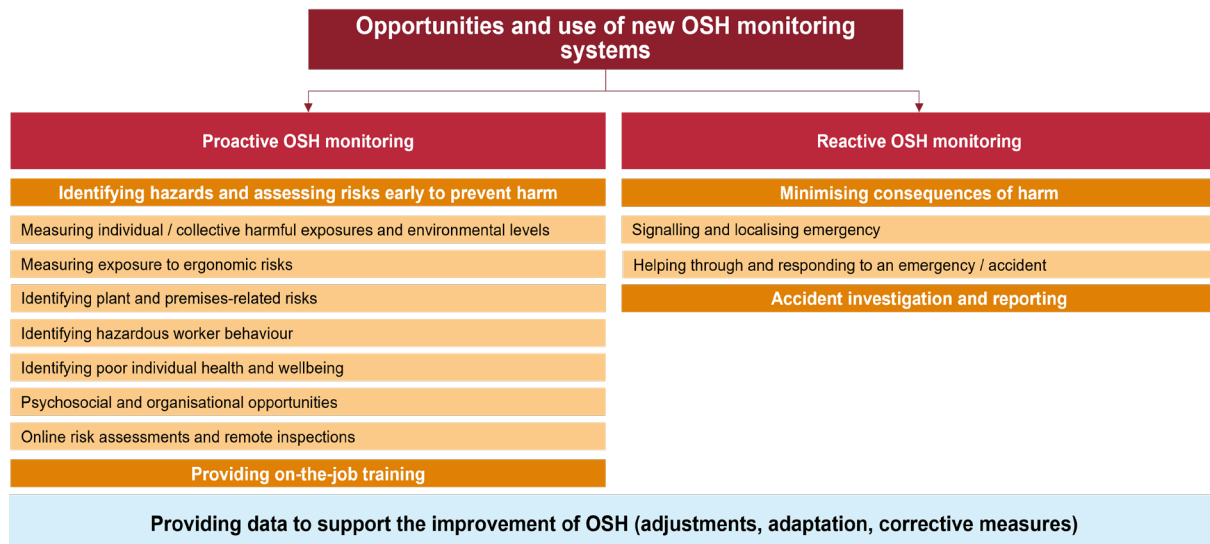 Opportunities and use of new OSH monitoring
systems
Proactive OSH monitoring
Identifying hazards and assessing risks early to prevent harm
Measuring individual / collective harmful exposures and environmental levels
Measuring exposure to ergonomic risks
Identifying plant and premises-related risks
Identifying hazardous worker behaviour
Identifying poor individual health and wellbeing
Psychosocial and organisational opportunities
Online risk assessments and remote inspections
Providing on-the-job training
Reactive OSH monitoring
Minimising consequences of harm
Signalling and localising emergency
Helping through and responding to an emergency / accident
Accident investigation and reporting
Providing data to support the improvement of OSH (adjustments, adaptation, corrective measures)